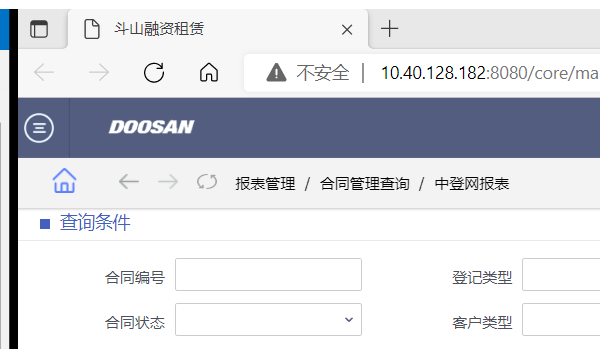 斗山融资租赁
不安全 | 10.40.128.182:8080/core/ma
DOOSAN
报表管理 / 合同管理查询 / 中登网报表
查询条件
合同编号 登记类型
合同状态 客户类型